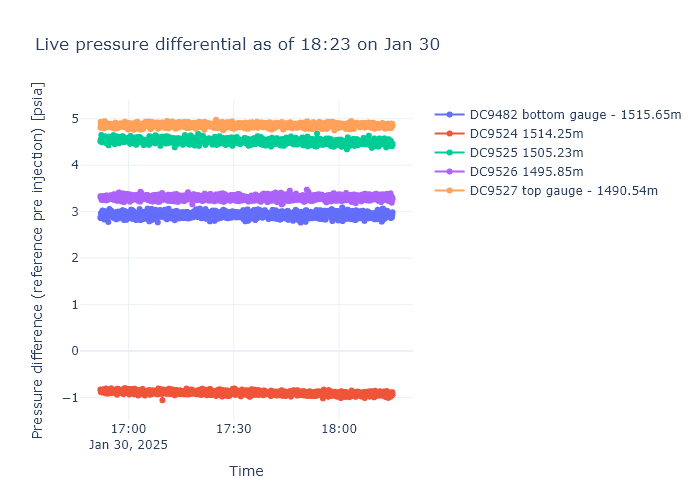 Live pressure differential as of 18:23 on Jan 30
Pressure difference (reference pre injection) [psia]
5
4
3
2
1
0
−1
17:00
Jan 30, 2025
17:30
18:00
Time
DC9482 bottom gauge - 1515.65m
DC9524 1514.25m
DC9525 1505.23m
DC9526 1495.85m
DC9527 top gauge - 1490.54m